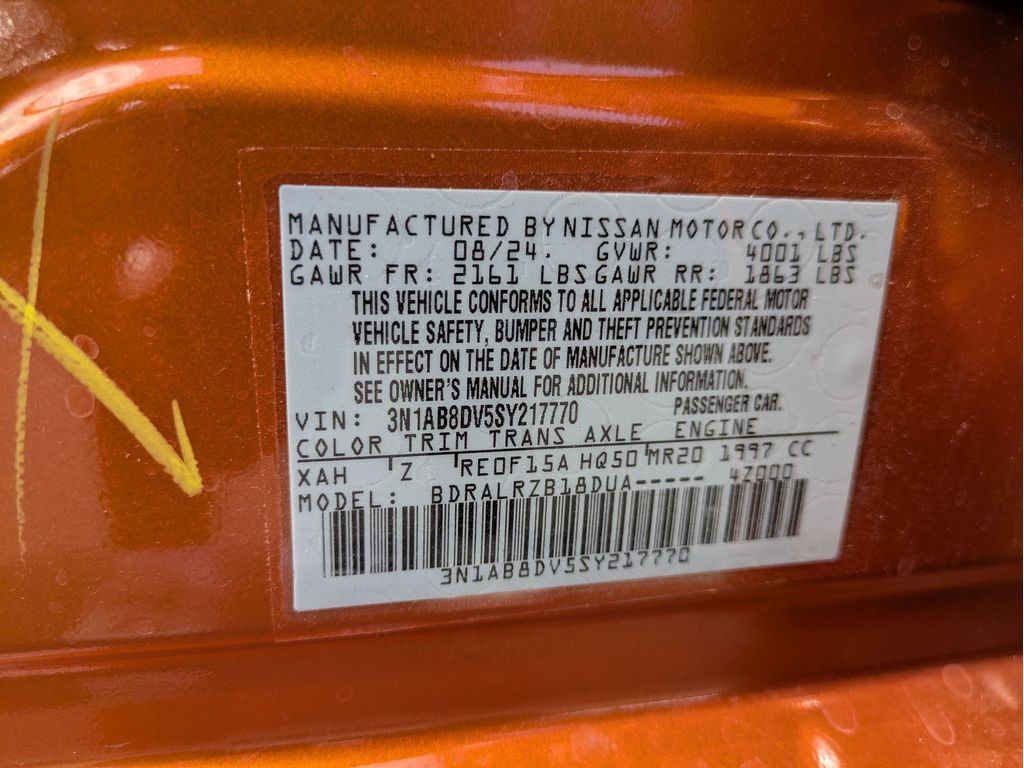 MANUFACTURED BY NISSAN MOTOR CO., LTD.
DATE: 08/24. GVWR: 4001 LBS
GAWR FR: 2161 LBS GAWR RR: 1863 LBS
THIS VEHICLE CONFORMS TO ALL APPLICABLE FEDERAL MOTOR
VEHICLE SAFETY, BUMPER AND THEFT PREVENTION STANDARDS
IN EFFECT ON THE DATE OF MANUFACTURE SHOWN ABOVE.
SEE OWNER'S MANUAL FOR ADDITIONAL INFORMATION.
VIN: 3N1AB8DV5SY217770 PASSENGER CAR.
COLOR TRIM TRANS AXLE ENGINE
XAH Z RE0F15A HQ50 MR20 1997 CC
MODEL: BDRALRZB18DUA----- 4Z000
3N1AB8DV5SY217770